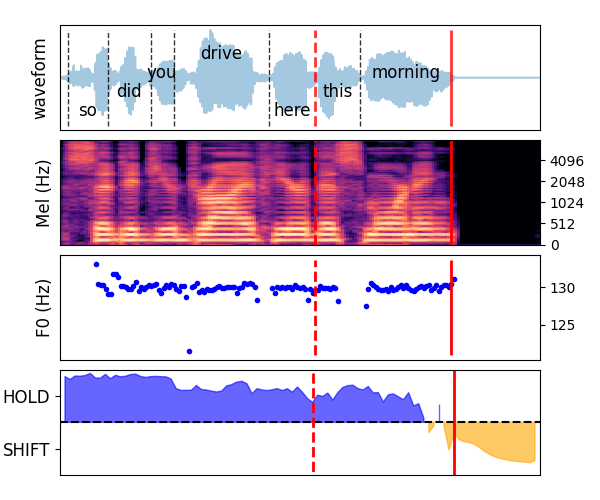 waveform
so did you drive here this morning
Mel (Hz)
4096
2048
1024
512
0
F0 (Hz)
130
125
HOLD
SHIFT